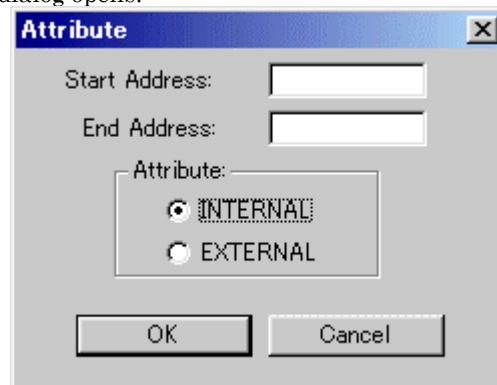 dialog opens.
Attribute
Start Address:
End Address:
Attribute:
INTERNAL
EXTERNAL
OK
Cancel